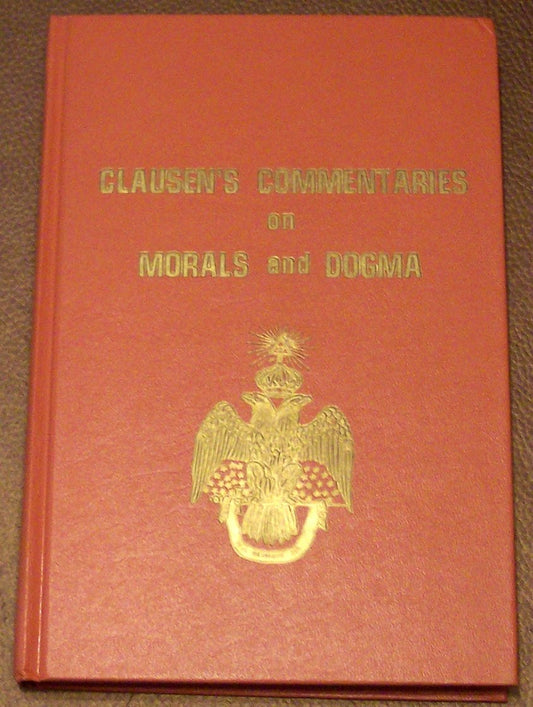 CLAUSEN'S COMMENTARIES
on
MORALS and DOGMA